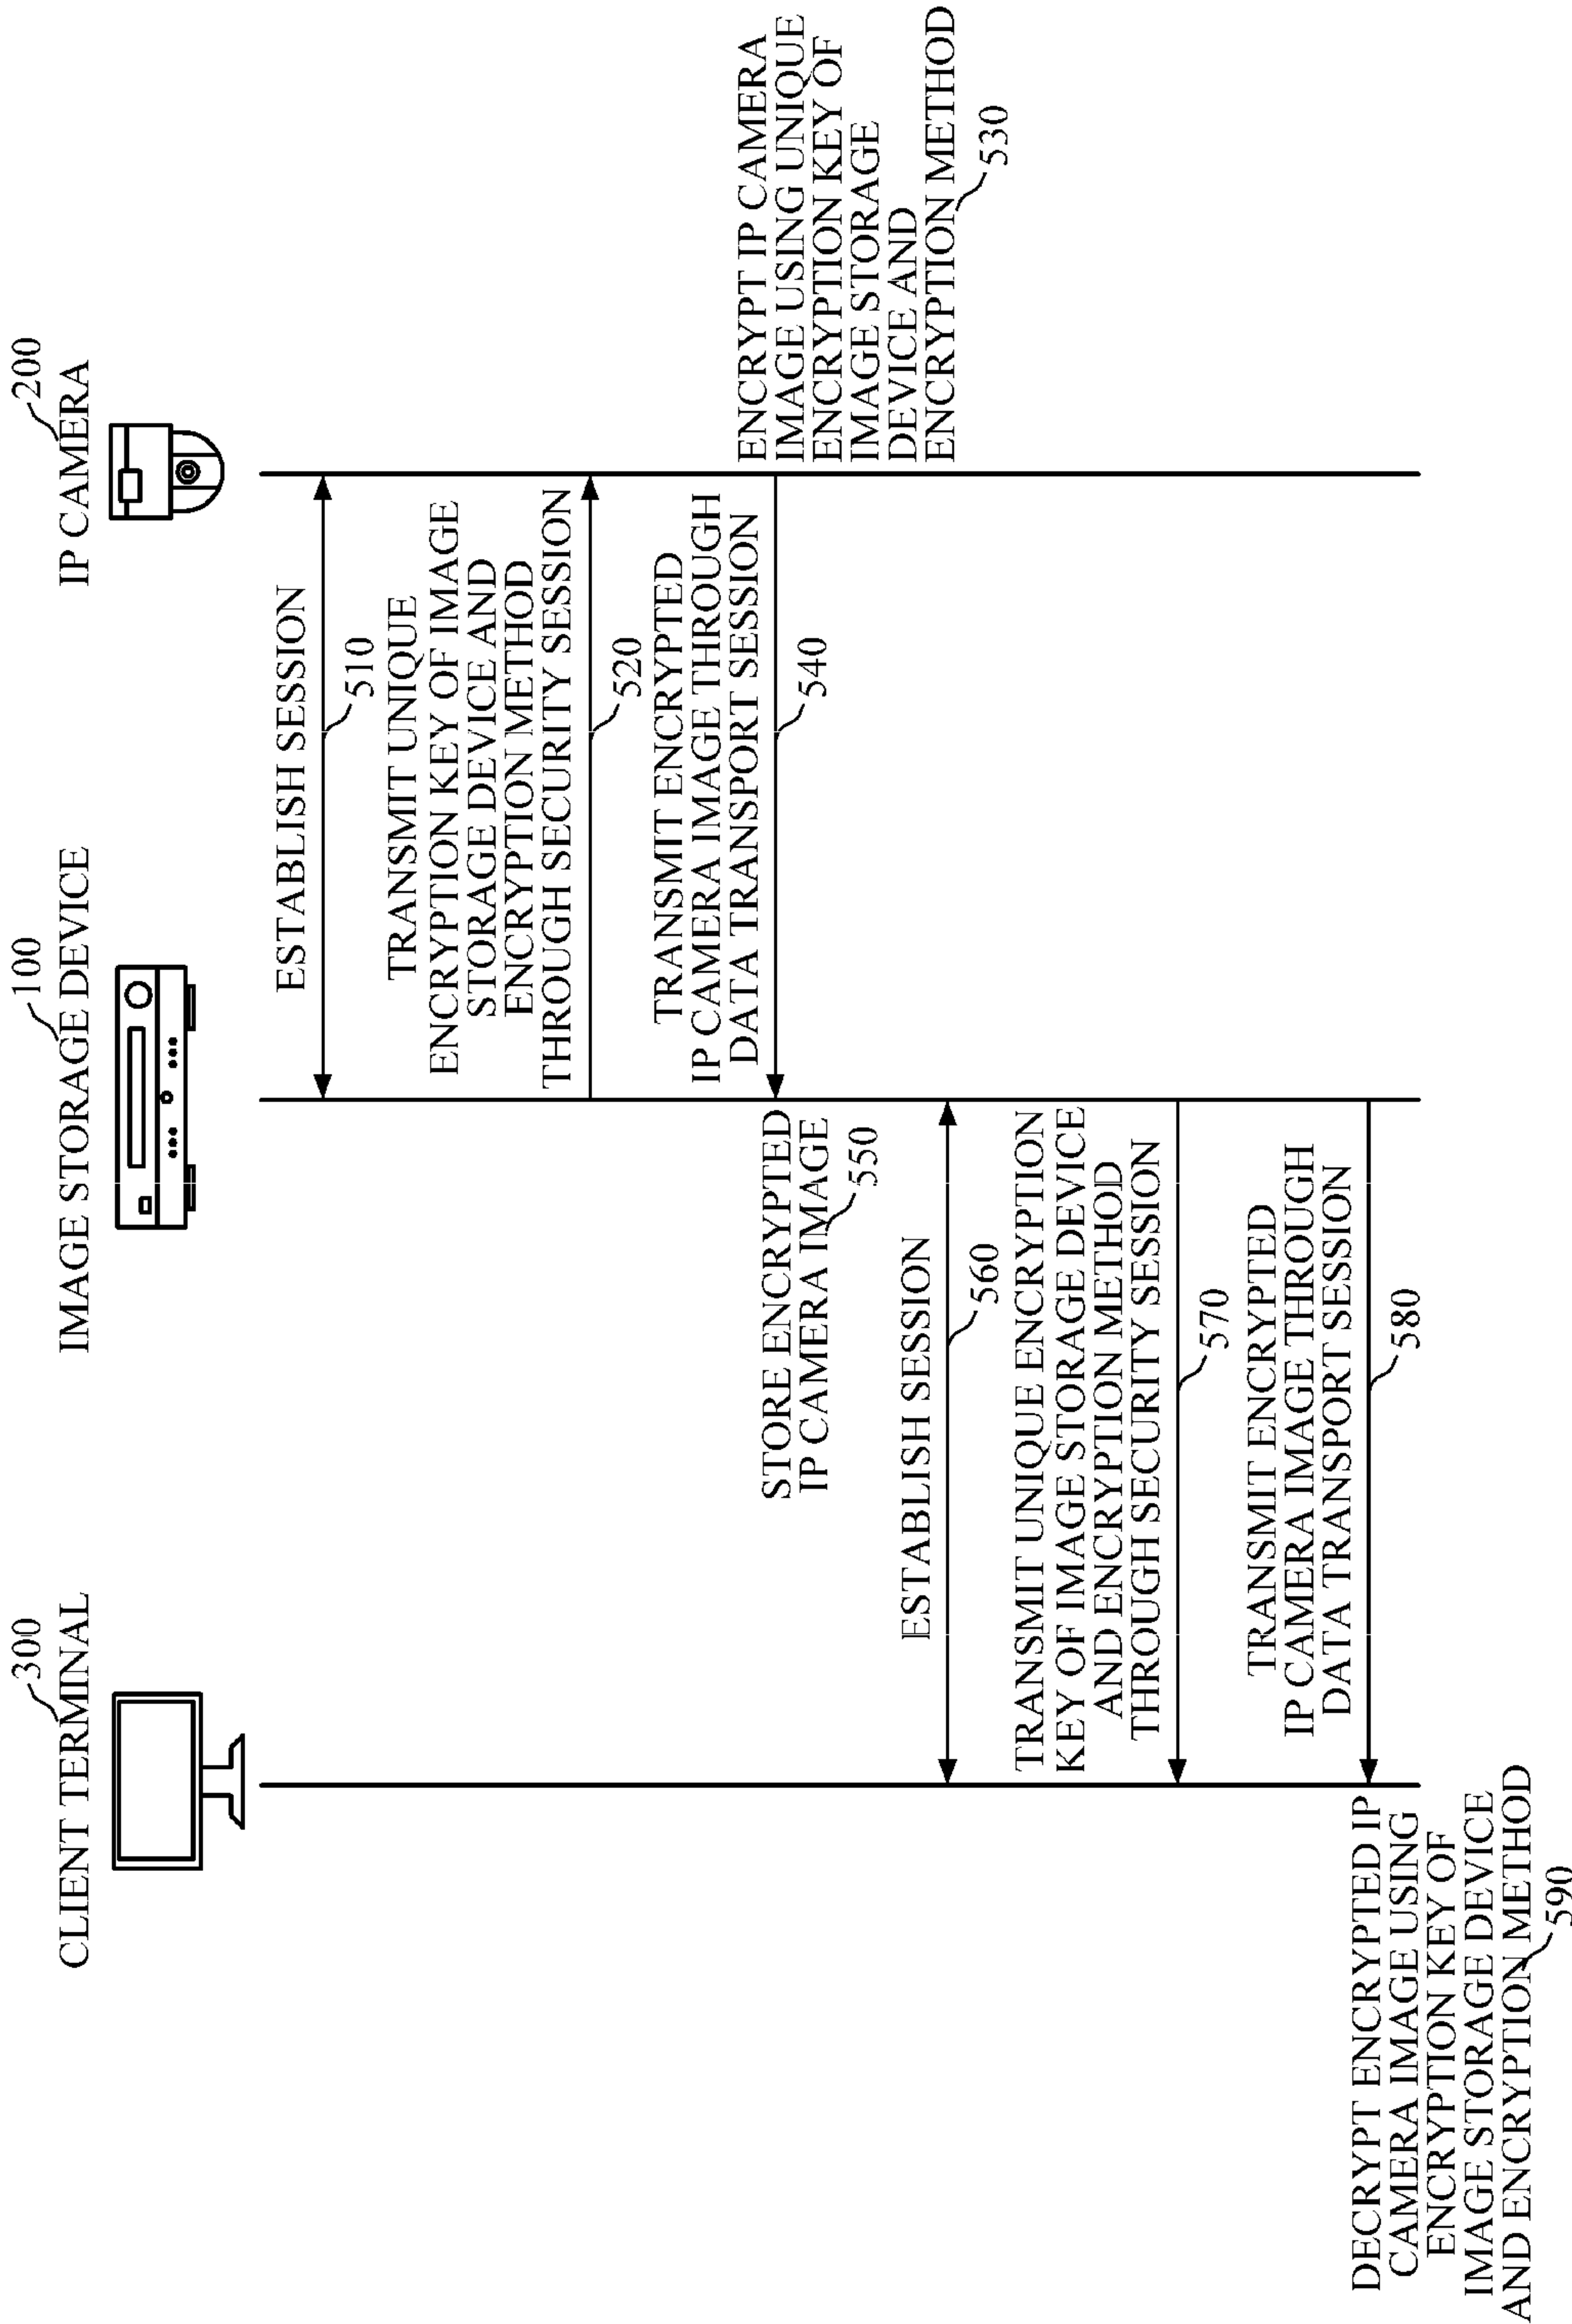 300
CLIENT TERMINAL
100
IMAGE STORAGE DEVICE
200
IP CAMERA
ESTABLISH SESSION
510
TRANSMIT UNIQUE
ENCRYPTION KEY OF IMAGE
STORAGE DEVICE AND
ENCRYPTION METHOD
THROUGH SECURITY SESSION
520
ENCRYPT IP CAMERA
IMAGE USING UNIQUE
ENCRYPTION KEY OF
IMAGE STORAGE
DEVICE AND
ENCRYPTION METHOD
530
TRANSMIT ENCRYPTED
IP CAMERA IMAGE THROUGH
DATA TRANSPORT SESSION
540
STORE ENCRYPTED
IP CAMERA IMAGE
550
ESTABLISH SESSION
560
TRANSMIT UNIQUE ENCRYPTION
KEY OF IMAGE STORAGE DEVICE
AND ENCRYPTION METHOD
THROUGH SECURITY SESSION
570
TRANSMIT ENCRYPTED
IP CAMERA IMAGE THROUGH
DATA TRANSPORT SESSION
580
DECRYPT ENCRYPTED IP
CAMERA IMAGE USING
ENCRYPTION KEY OF
IMAGE STORAGE DEVICE
AND ENCRYPTION METHOD
590